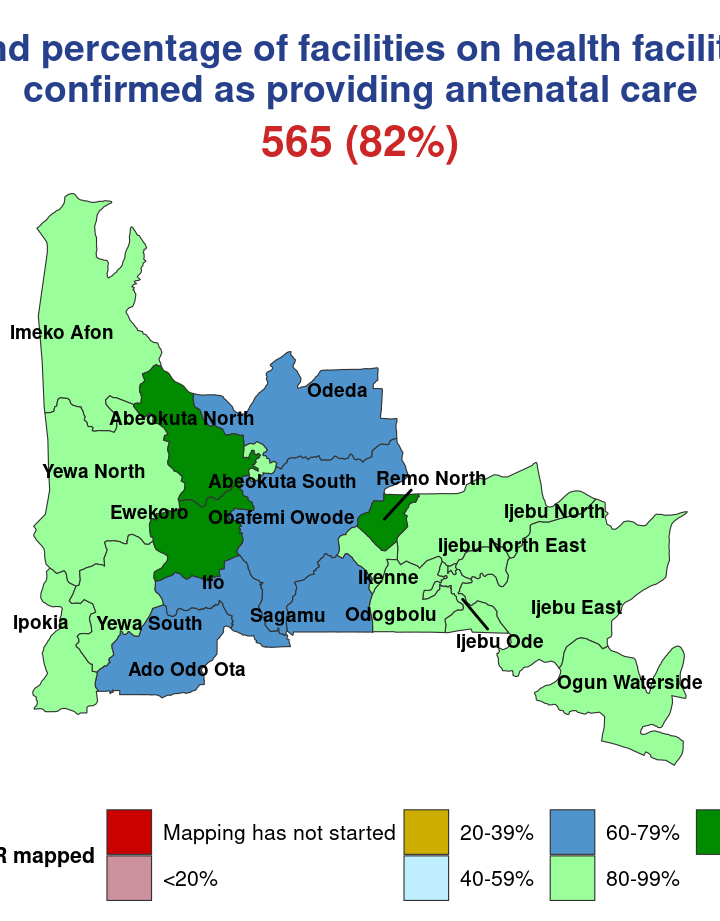 percentage of facilities on health
confirmed as providing antenatal care
565 (82%)
Imeko Afon
Odeda
Abeokuta North
Yewa North
Remo North
Abeokuta South
Ewekoro
Obafemi Owode
Ijebu North
Ijebu North East
Ifo
Ikenne
Ipokia
Yewa South
Sagamu
Odogbolu
Ijebu East
Ijebu Ode
Ado Odo Ota
Ogun Waterside
mapped
Mapping has not started
20-39%
60-79%
<20%
40-59%
80-99%